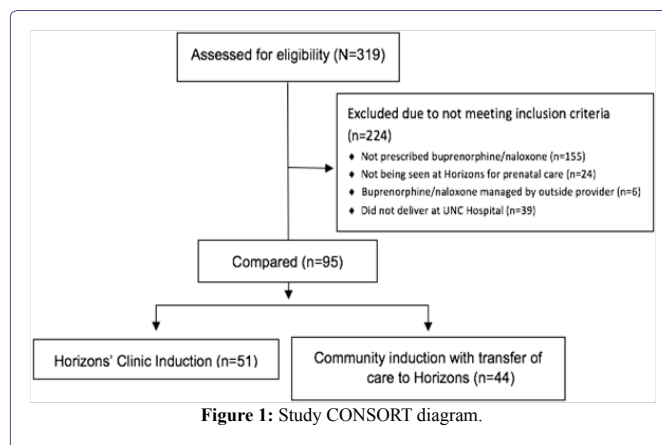 Assessed for eligibility (N=319)
Excluded due to not meeting inclusion criteria
(n=224)
♦ Not prescribed buprenorphine/naloxone (n=155)
♦ Not being seen at Horizons for prenatal care (n=24)
♦ Buprenorphine/naloxone managed by outside provider (n=6)
♦ Did not deliver at UNC Hospital (n=39)
Compared (n=95)
Horizons' Clinic Induction (n=51)
Community induction with transfer of
care to Horizons (n=44)
Figure 1: Study CONSORT diagram.